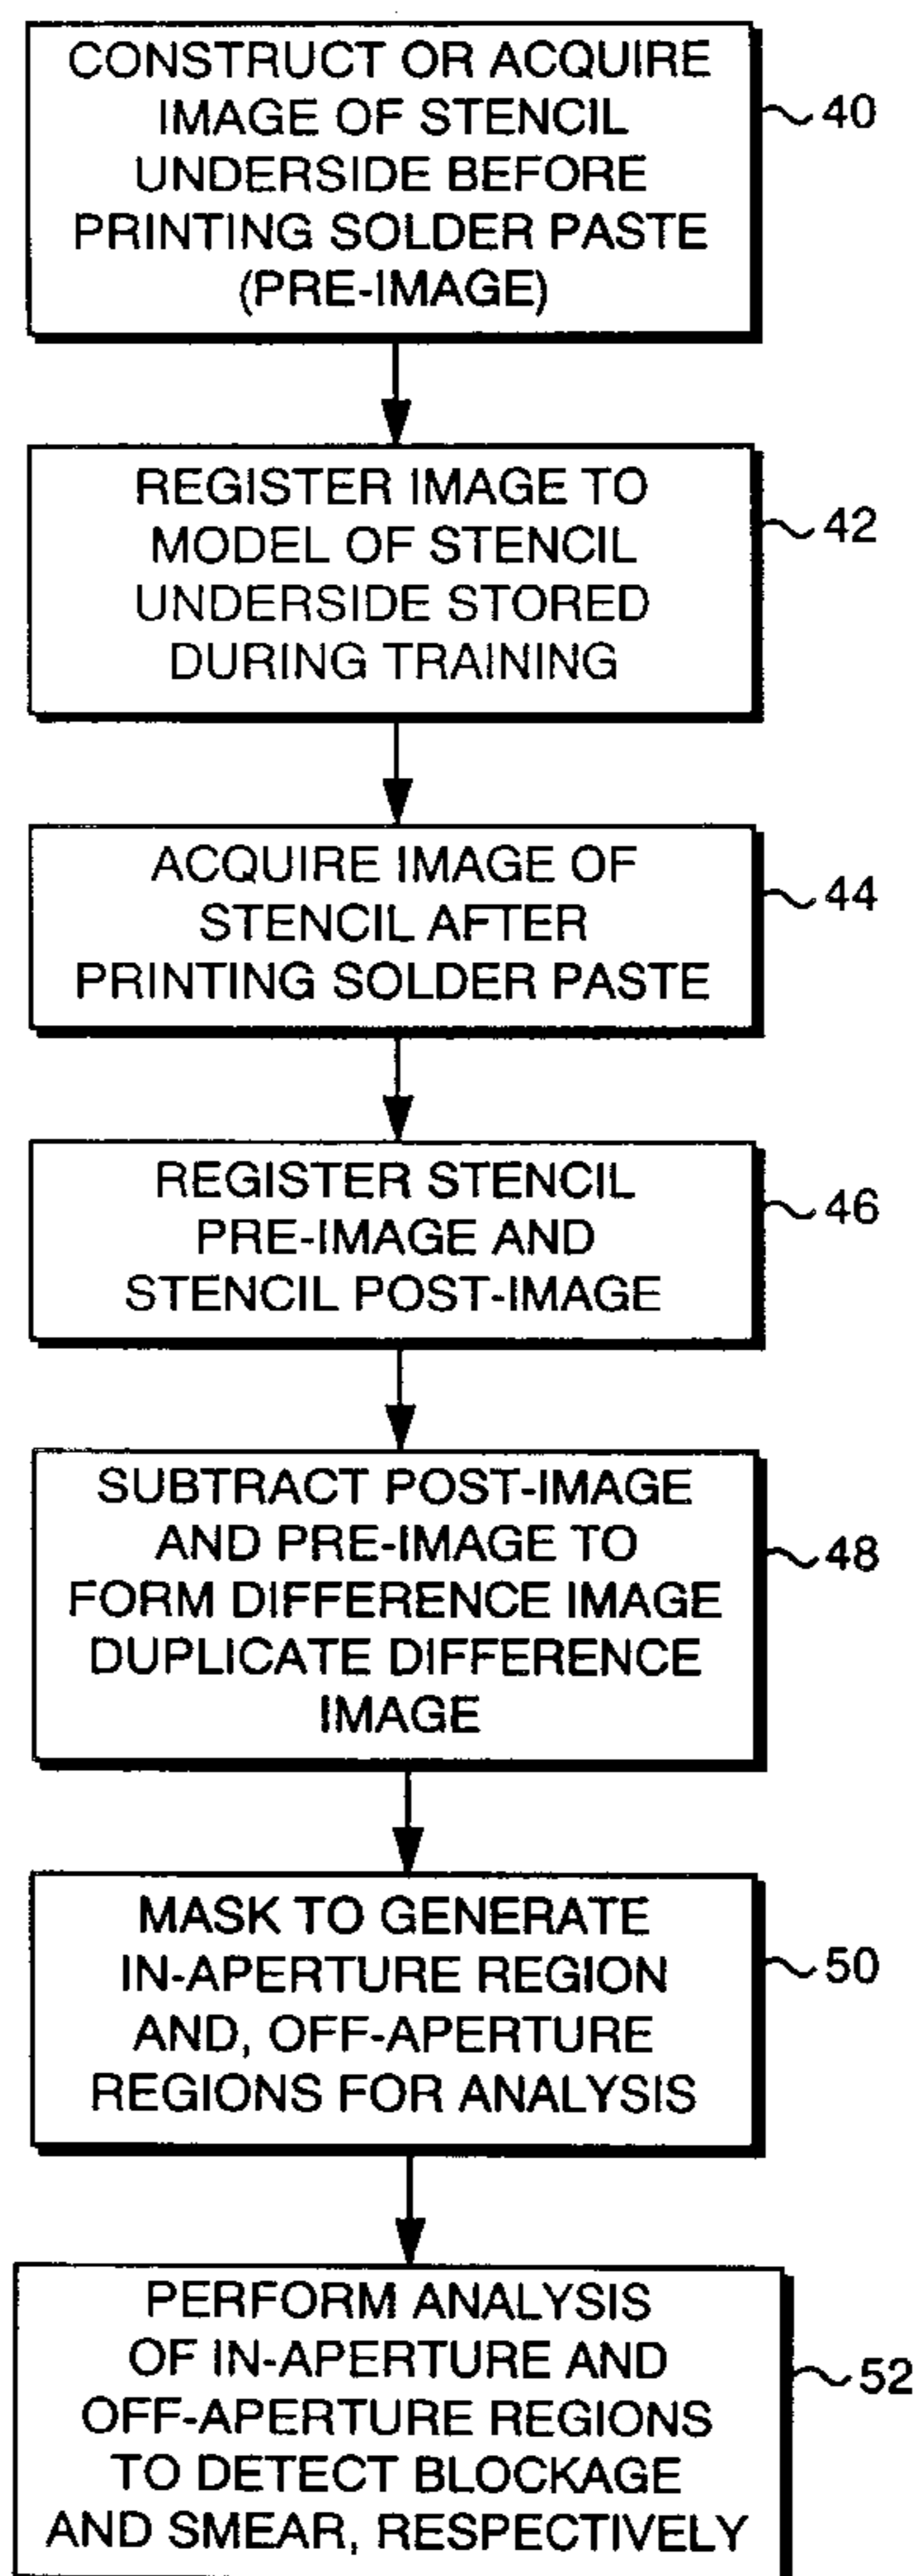 CONSTRUCT OR ACQUIRE
IMAGE OF STENCIL
UNDERSIDE BEFORE
PRINTING SOLDER PASTE
(PRE-IMAGE)
40
REGISTER IMAGE TO
MODEL OF STENCIL
UNDERSIDE STORED
DURING TRAINING
42
ACQUIRE IMAGE OF
STENCIL AFTER
PRINTING SOLDER PASTE
44
REGISTER STENCIL
PRE-IMAGE AND
STENCIL POST-IMAGE
46
SUBTRACT POST-IMAGE
AND PRE-IMAGE TO
FORM DIFFERENCE IMAGE
DUPLICATE DIFFERENCE
IMAGE
48
MASK TO GENERATE
IN-APERTURE REGION
AND, OFF-APERTURE
REGIONS FOR ANALYSIS
50
PERFORM ANALYSIS
OF IN-APERTURE AND
OFF-APERTURE REGIONS
TO DETECT BLOCKAGE
AND SMEAR, RESPECTIVELY
52